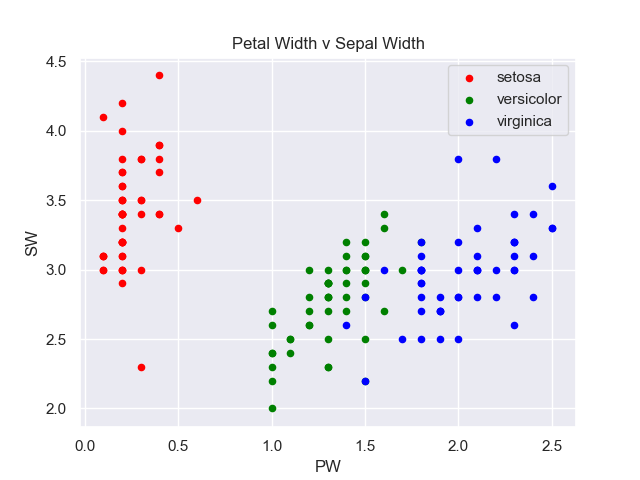 Petal Width v Sepal Width
setosa
versicolor
virginica
4.5
4.0
3.5
3.0
2.5
2.0
SW
0.0 0.5 1.0 1.5 2.0 2.5
PW